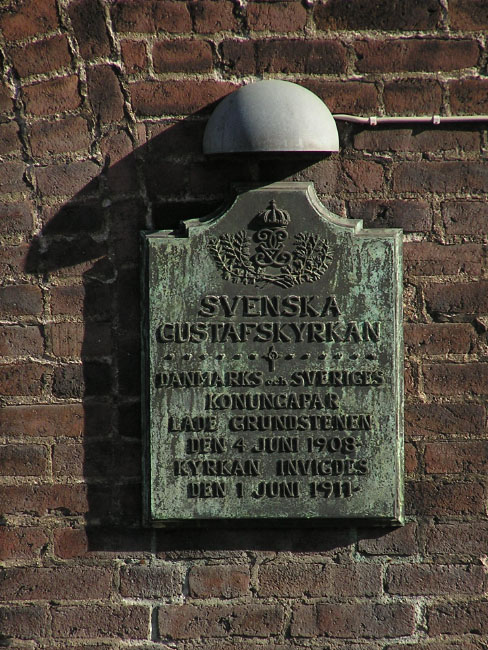 SVENSKA
GUSTAFSKYRKAN
DANMARKS och SVERIGES
KONUNGAPAR
LADE GRUNDSTENEN
DEN 4 JUNI 1908
KYRKAN INVIGDES
DEN 1 JUNI 1911